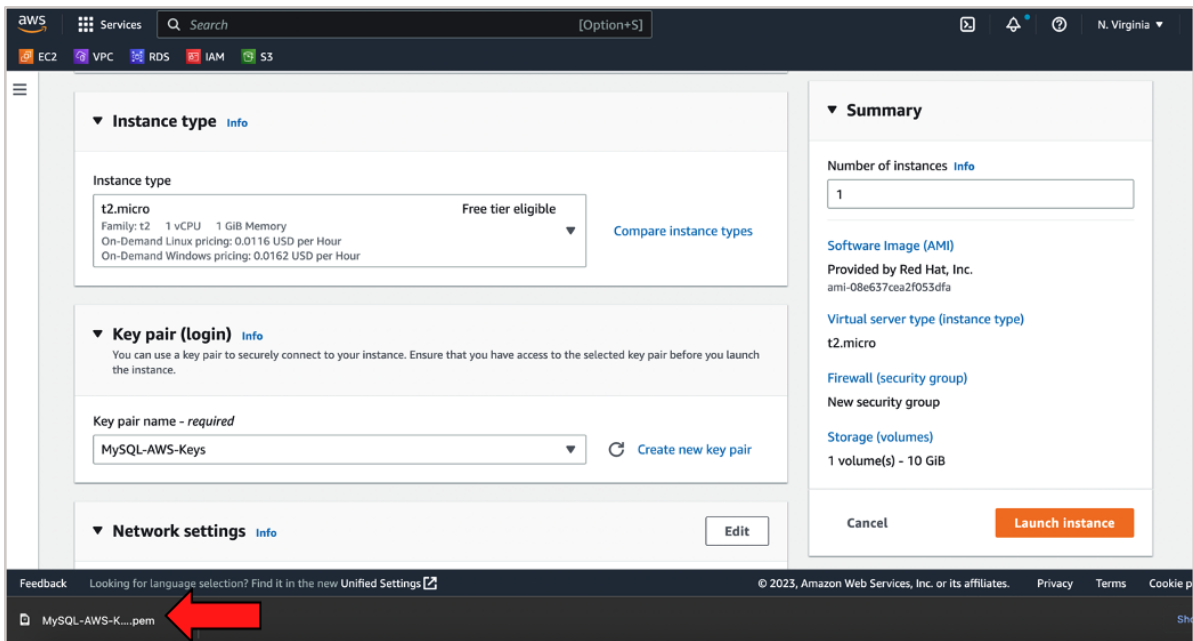 aws
Services
Search
[Option+S]
N. Virginia
EC2
VPC
RDS
IAM
S3
Instance type Info
Instance type
t2.micro
Free tier eligible
Family: t2 1 vCPU 1 GiB Memory
On-Demand Linux pricing: 0.0116 USD per Hour
On-Demand Windows pricing: 0.0162 USD per Hour
Compare instance types
Key pair (login) Info
You can use a key pair to securely connect to your instance. Ensure that you have access to the selected key pair before you launch
the instance.
Key pair name - required
MySQL-AWS-Keys
Create new key pair
Network settings Info
Edit
Summary
Number of instances Info
1
Software Image (AMI)
Provided by Red Hat, Inc.
ami-08e637cea2f053dfa
Virtual server type (instance type)
t2.micro
Firewall (security group)
New security group
Storage (volumes)
1 volume(s) - 10 GiB
Cancel
Launch instance
Feedback
Looking for language selection? Find it in the new Unified Settings
© 2023, Amazon Web Services, Inc. or its affiliates.
Privacy
Terms
Cookie p
MySQL-AWS-K....pem
Sho